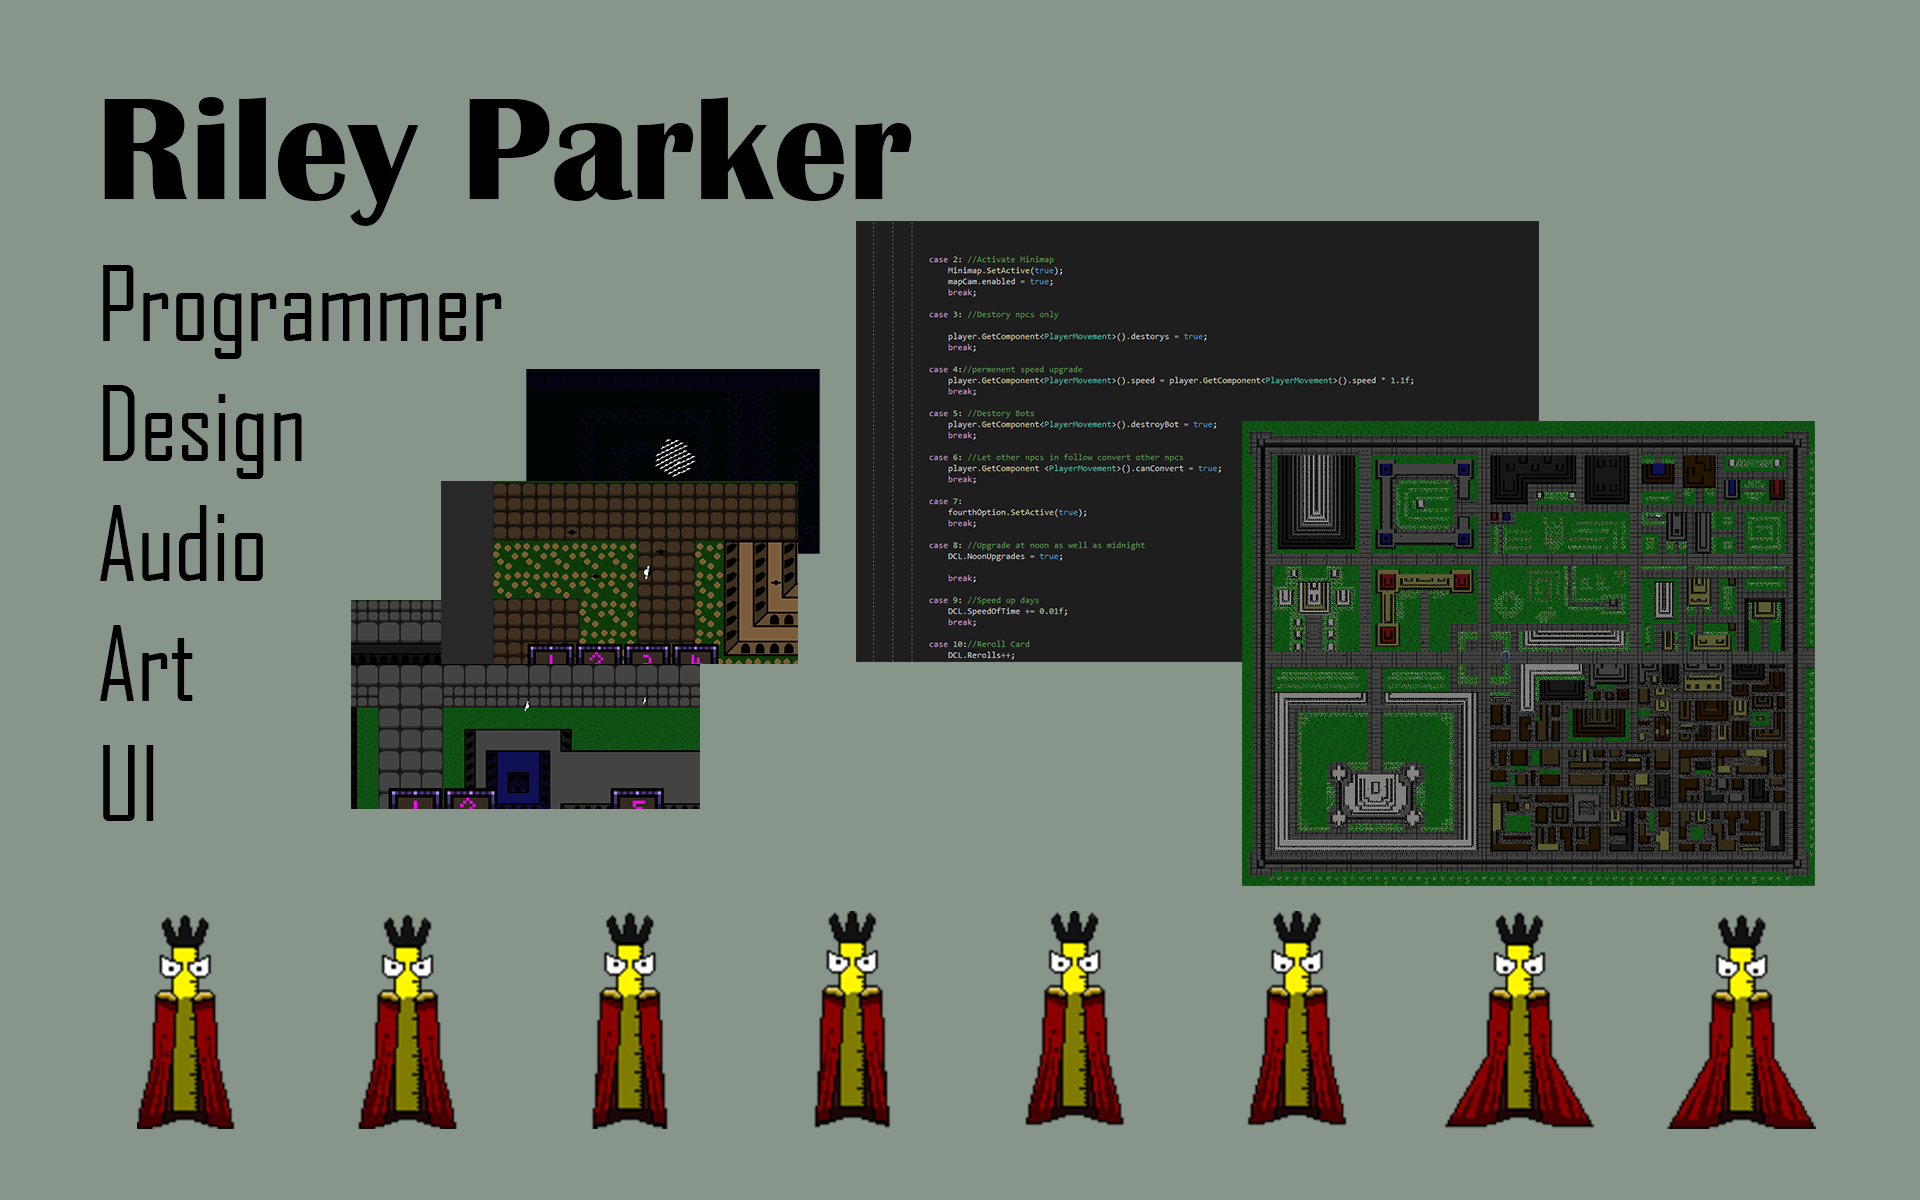 Riley Parker
Programmer
Design
Audio
Art
UI
case 2: //Activate Minimap
Minimap.SetActive(true);
mapCam.enabled = true;
break;
case 3: //Destory npcs only
player.GetComponent<PlayerMovement>().destorys = true;
break;
case 4://permenent speed upgrade
player.GetComponent<PlayerMovement>().speed = player.GetComponent<PlayerMovement>().speed * 1.1f;
break;
case 5: //Destory Bots
player.GetComponent<PlayerMovement>().destroyBot = true;
break;
case 6: //Let other npcs in follow convert other npcs
player.GetComponent <PlayerMovement>().canConvert = true;
break;
case 7:
fourthOption.SetActive(true);
break;
case 8: //Upgrade at noon as well as midnight
DCL.NoonUpgrades = true;
break;
case 9: //Speed up days
DCL.SpeedOfTime += 0.01f;
break;
case 10://Reroll Card
DCL.Rerolls++;